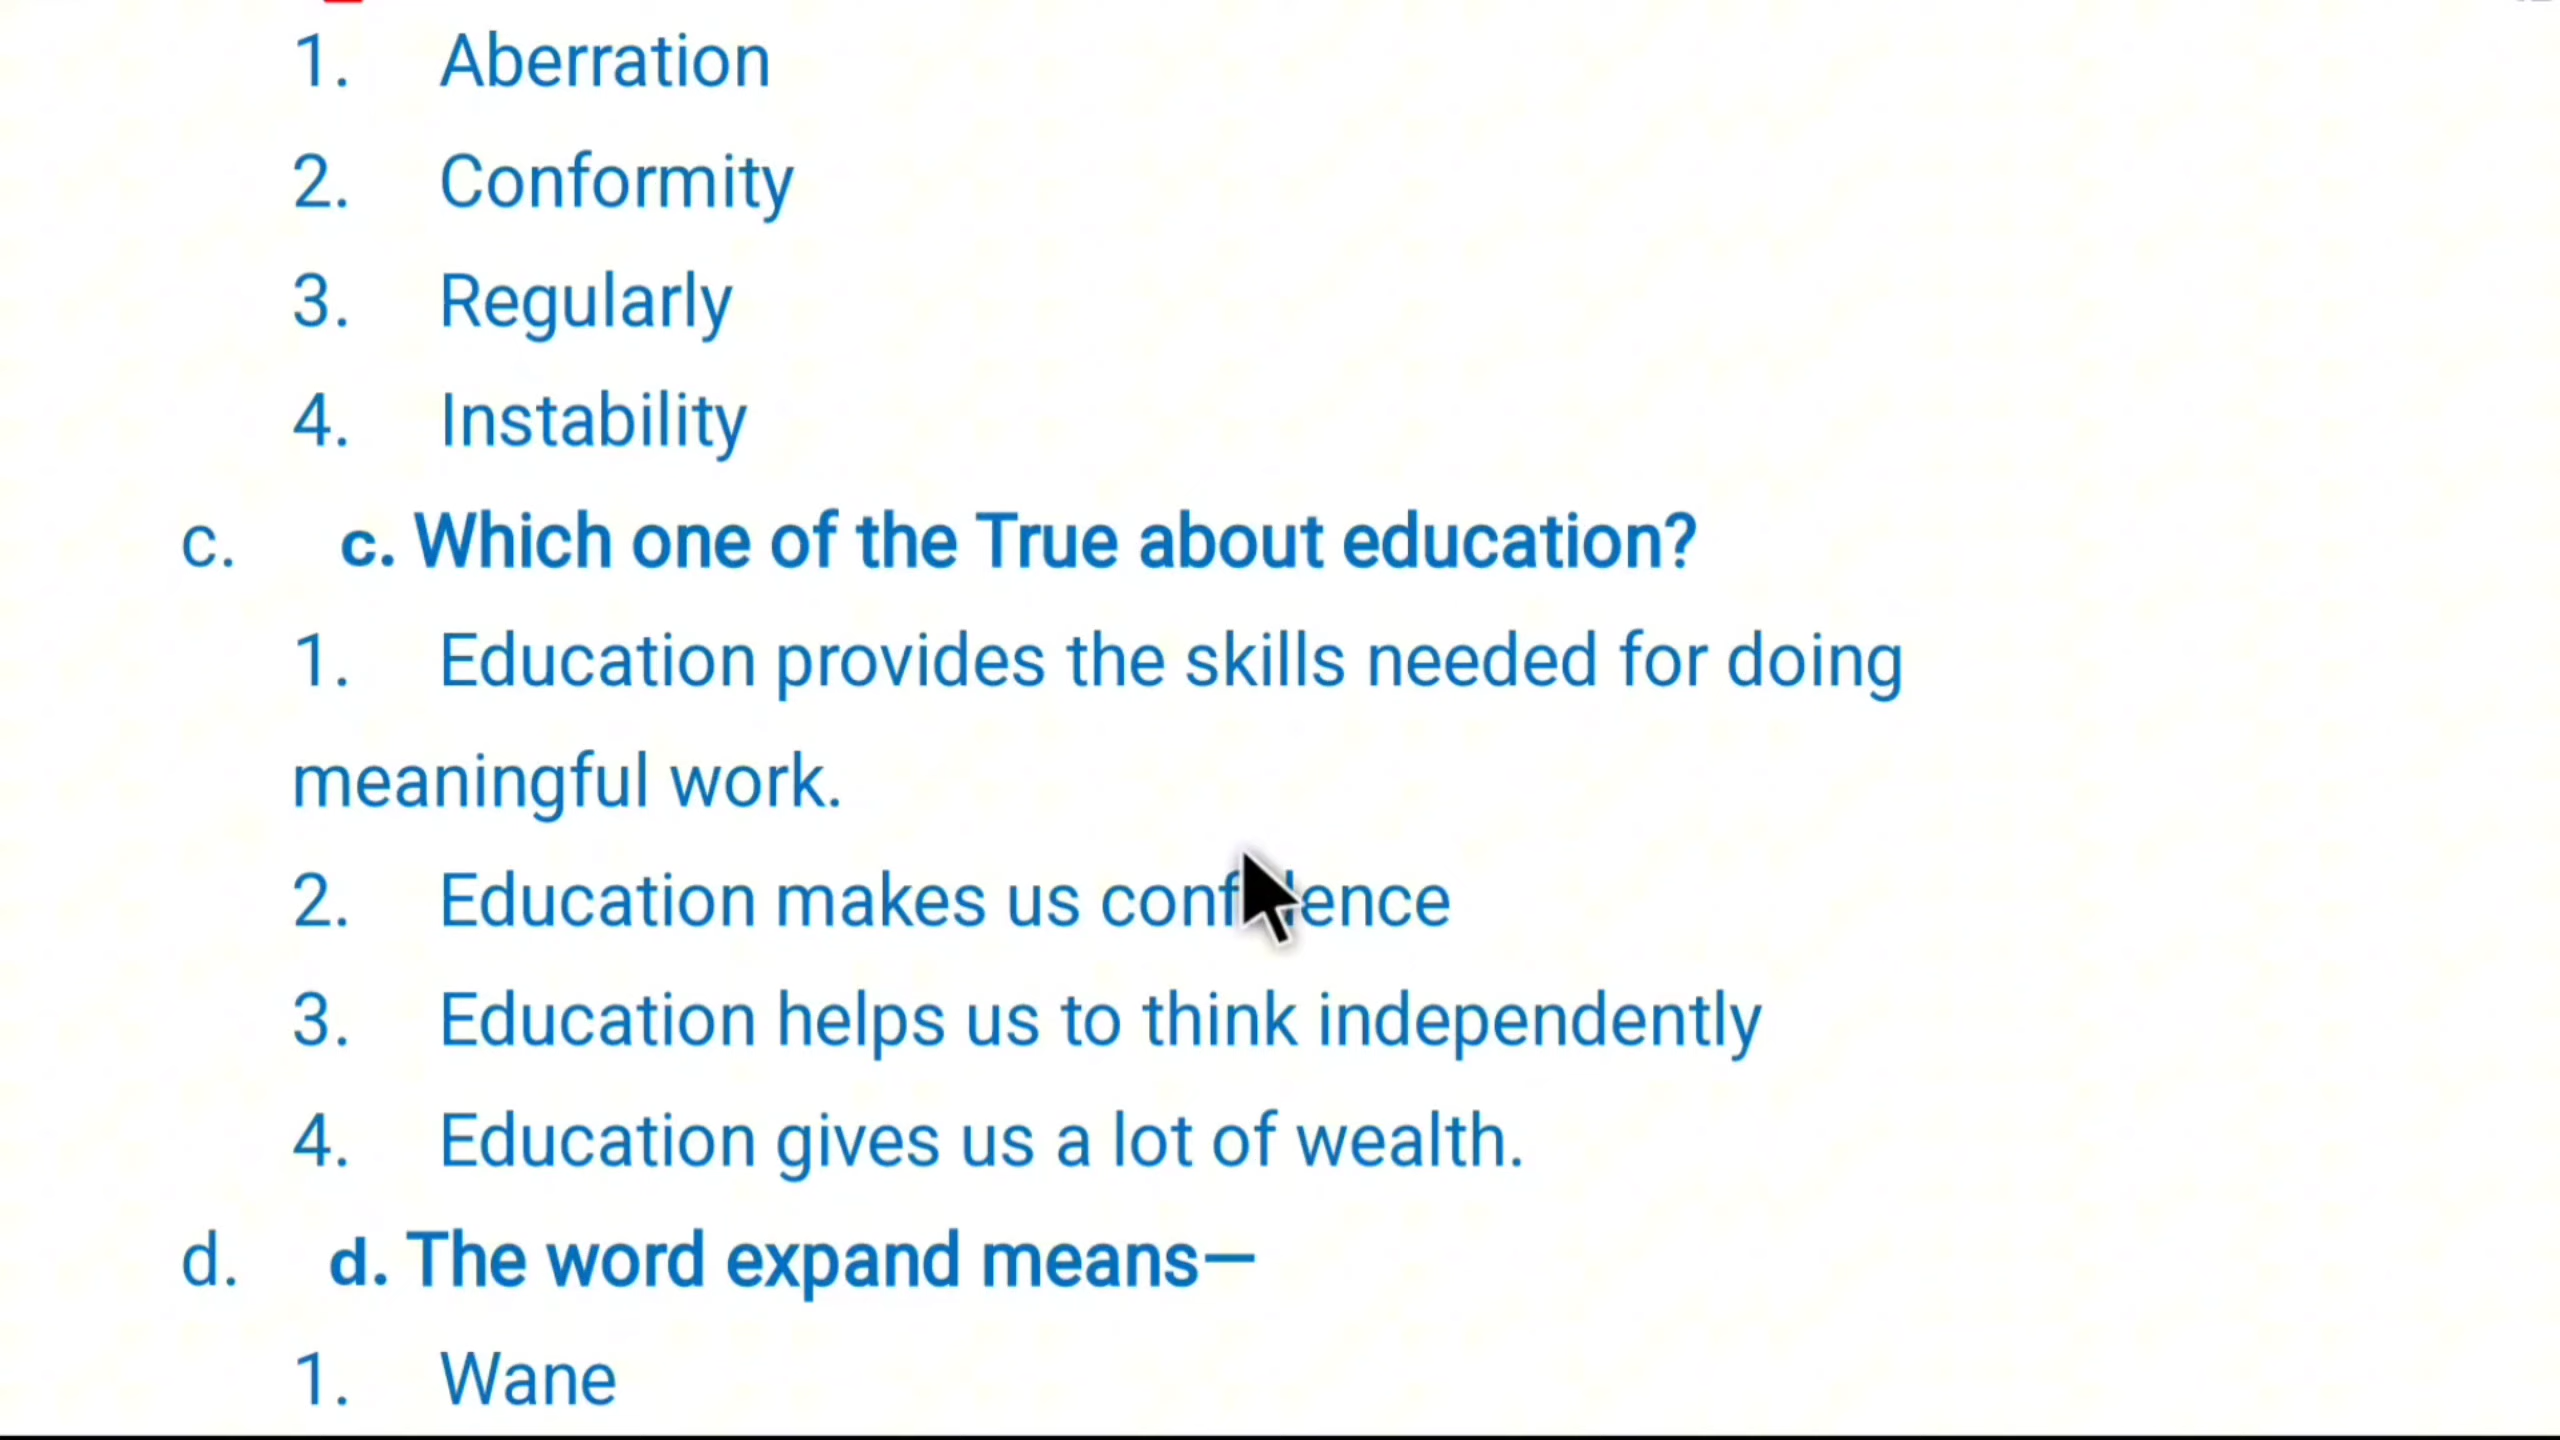 1. Aberration
2. Conformity
3. Regularly
4. Instability
c. c. Which one of the True about education?
1. Education provides the skills needed for doing
meaningful work.
2. Education makes us
3. Education helps us to think independently
4. Education gives us a lot of wealth.
d. d. The word expand means—
1. Wane